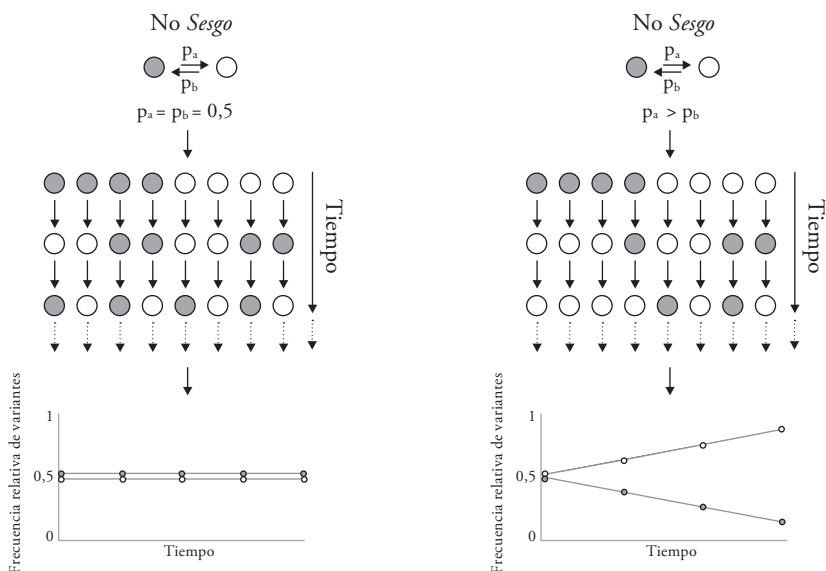 No Sesgo
pa
pb
pa = pb = 0,5
Tiempo
Frecuencia relativa de variantes
1
0,5
0
Tiempo
No Sesgo
pa
pb
pa > pb
Tiempo
Frecuencia relativa de variantes
1
0,5
0
Tiempo